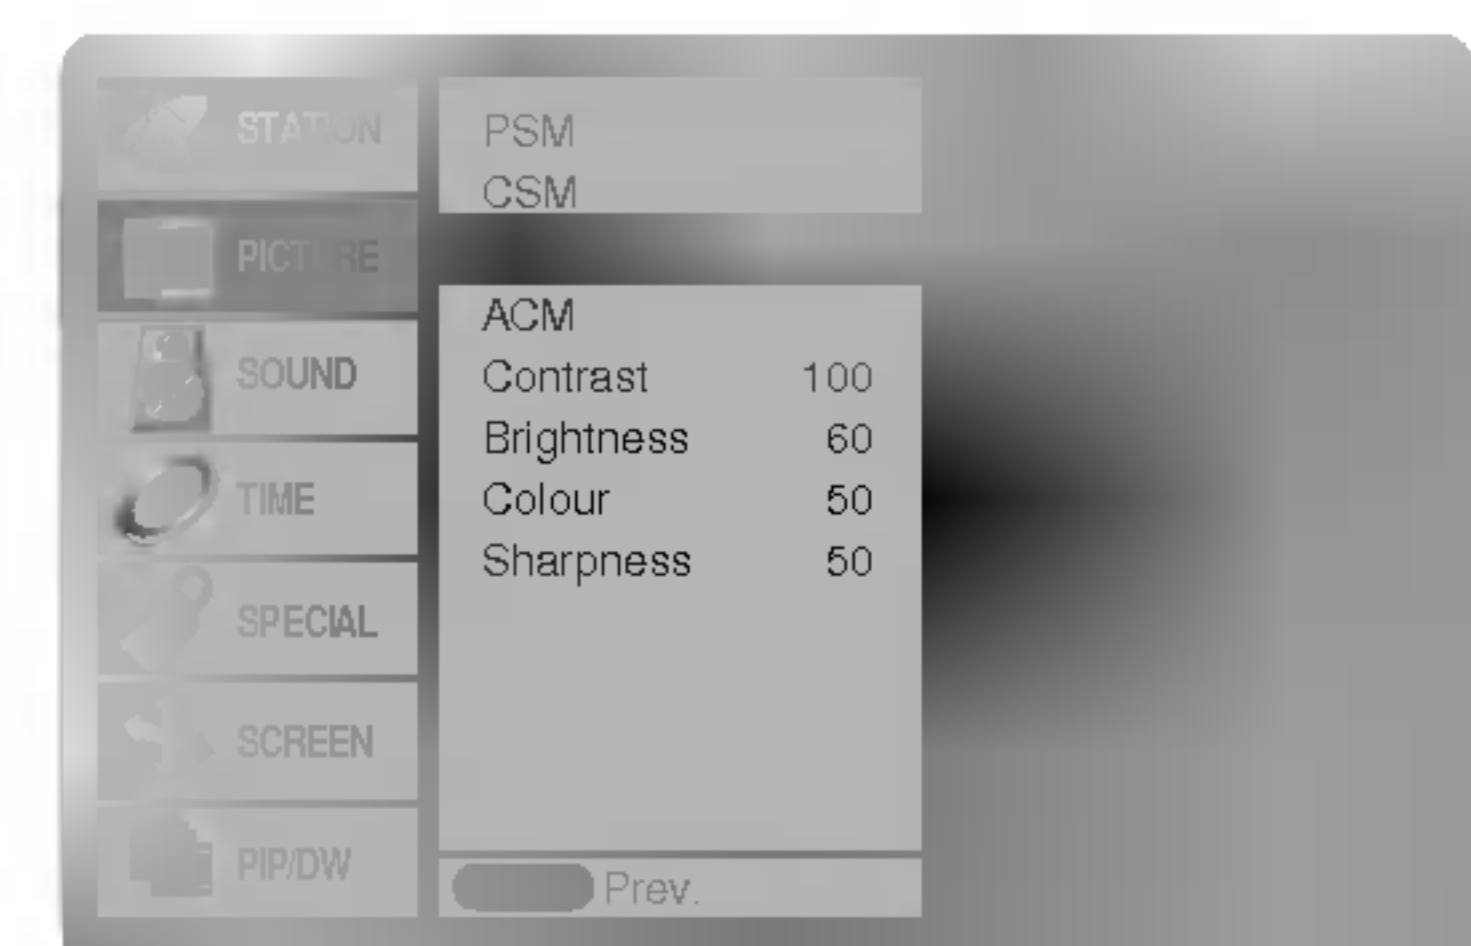 STATION
PICTURE
SOUND
TIME
SPECIAL
SCREEN
PIP/DW
PSM
CSM
ACM
Contrast 100
Brightness 60
Colour 50
Sharpness 50
Prev.